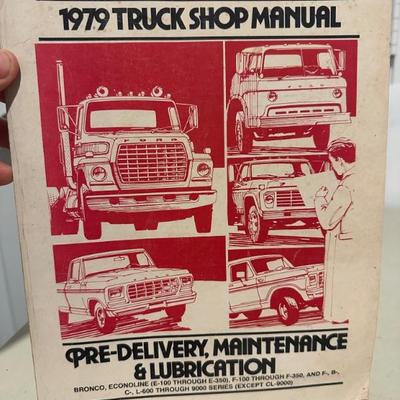 1979 TRUCK SHOP MANUAL
FORD
FORD
PRE-DELIVERY, MAINTENANCE
& LUBRICATION
BRONCO, ECONOLINE (E-100 THROUGH E-350), F-100 THROUGH F-350, AND F-, B-,
C-, L-600 THROUGH 9000 SERIES (EXCEPT CL-9000)